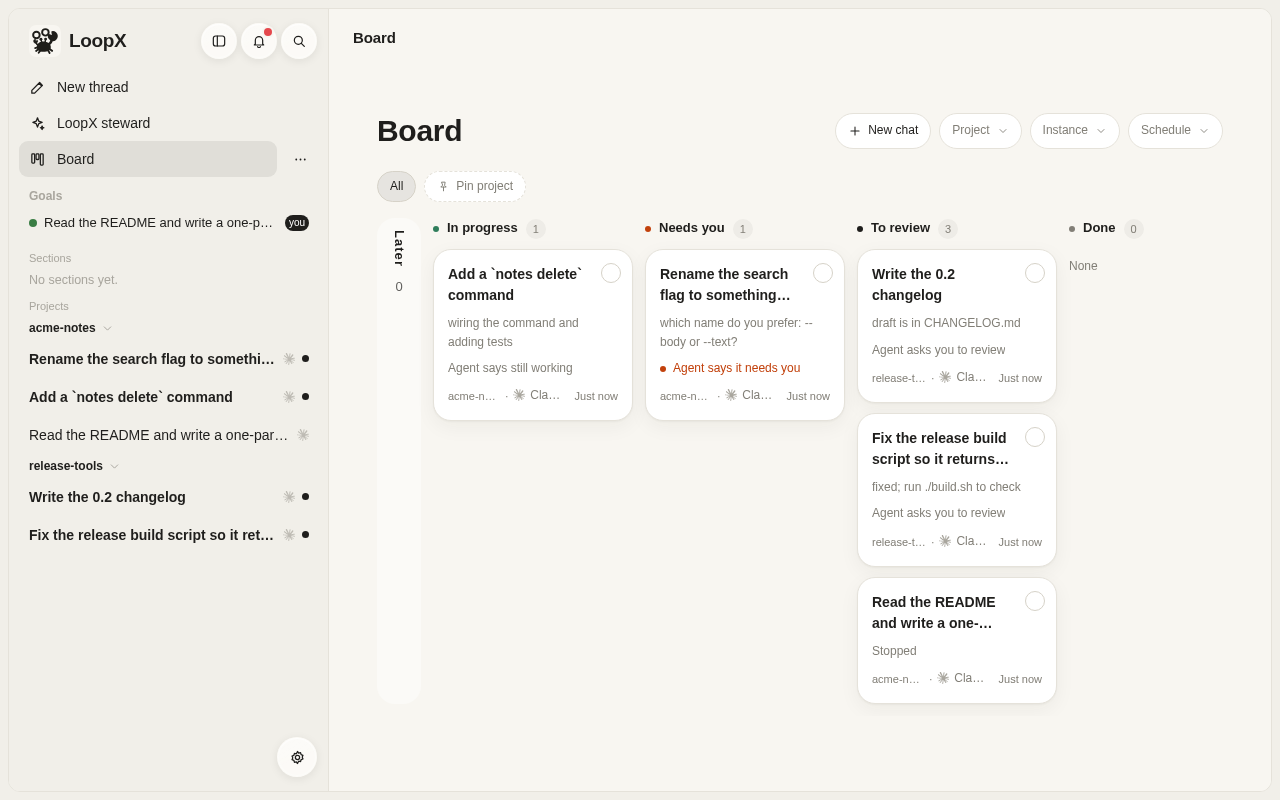 LoopX
New thread
LoopX steward
Board
Goals
Read the README and write a one-p…
you
Sections
No sections yet.
Projects
acme-notes
Rename the search flag to somethi…
Add a `notes delete` command
Read the README and write a one-par…
release-tools
Write the 0.2 changelog
Fix the release build script so it ret…
Board
Board
New chat
Project
Instance
Schedule
All
Pin project
Later
0
In progress 1
Add a `notes delete`
command
wiring the command and
adding tests
Agent says still working
acme-n… · Cla… Just now
Needs you 1
Rename the search
flag to something…
which name do you prefer: --
body or --text?
Agent says it needs you
acme-n… · Cla… Just now
To review 3
Write the 0.2
changelog
draft is in CHANGELOG.md
Agent asks you to review
release-t… · Cla… Just now
Fix the release build
script so it returns…
fixed; run ./build.sh to check
Agent asks you to review
release-t… · Cla… Just now
Read the README
and write a one-…
Stopped
acme-n… · Cla… Just now
Done 0
None